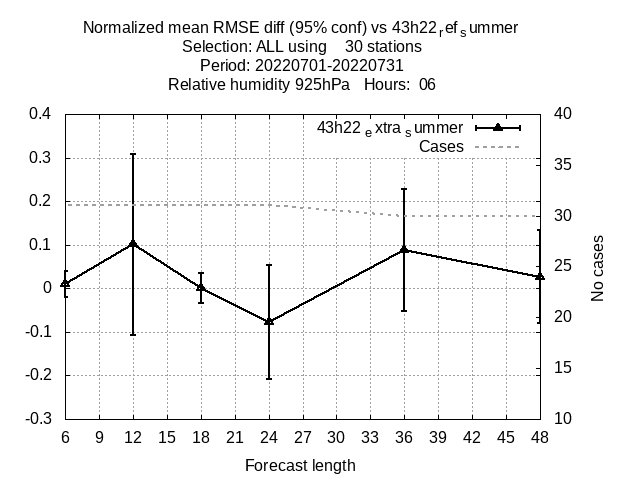 Normalized mean RMSE diff (95% conf) vs 43h22refsummer
Selection: ALL using 30 stations
Period: 20220701-20220731
Relative humidity 925hPa Hours: 06
43h22extrasummer
Cases
0.4
0.3
0.2
0.1
0
-0.1
-0.2
-0.3
40
35
30
25
20
15
10
No cases
6 9 12 15 18 21 24 27 30 33 36 39 42 45 48
Forecast length